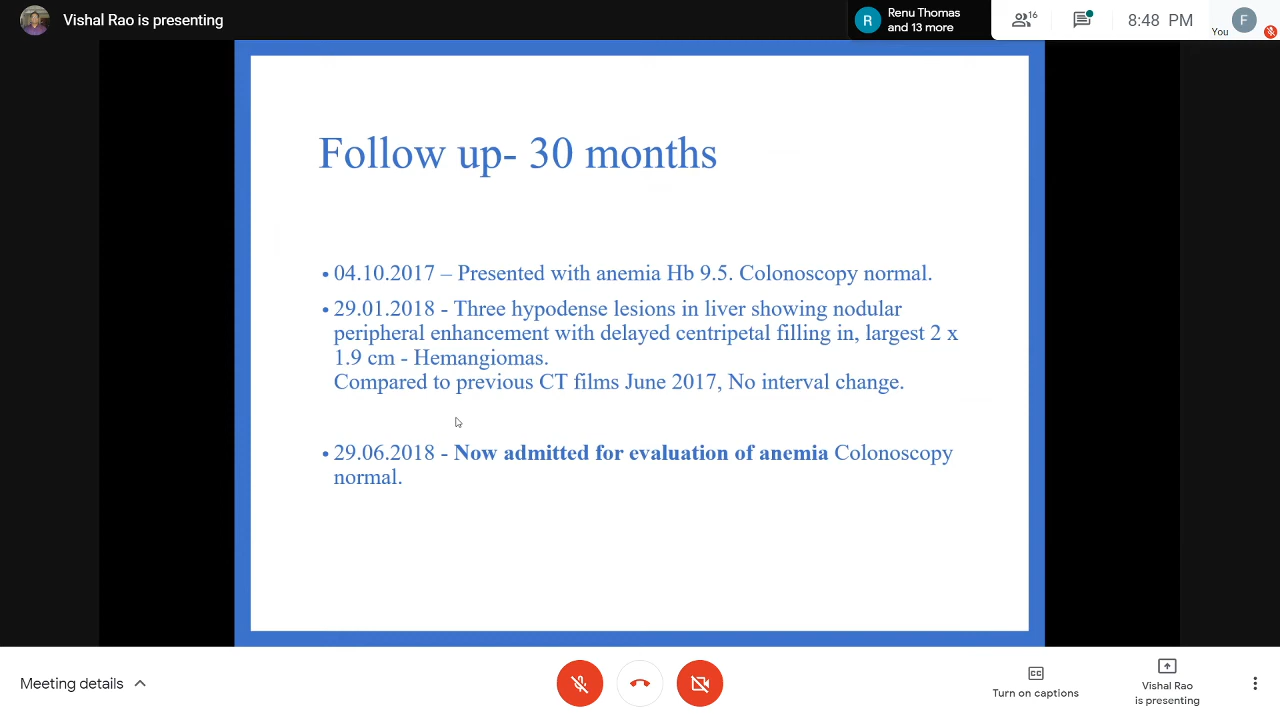 Vishal Rao is presenting
R
Renu Thomas
and 13 more
16
8:48 PM
You
F
Follow up- 30 months
• 04.10.2017 – Presented with anemia Hb 9.5. Colonoscopy normal.
• 29.01.2018 - Three hypodense lesions in liver showing nodular
peripheral enhancement with delayed centripetal filling in, largest 2 x
1.9 cm - Hemangiomas.
Compared to previous CT films June 2017, No interval change.
• 29.06.2018 - Now admitted for evaluation of anemia Colonoscopy
normal.
Meeting details
CC
Turn on captions
Vishal Rao
is presenting